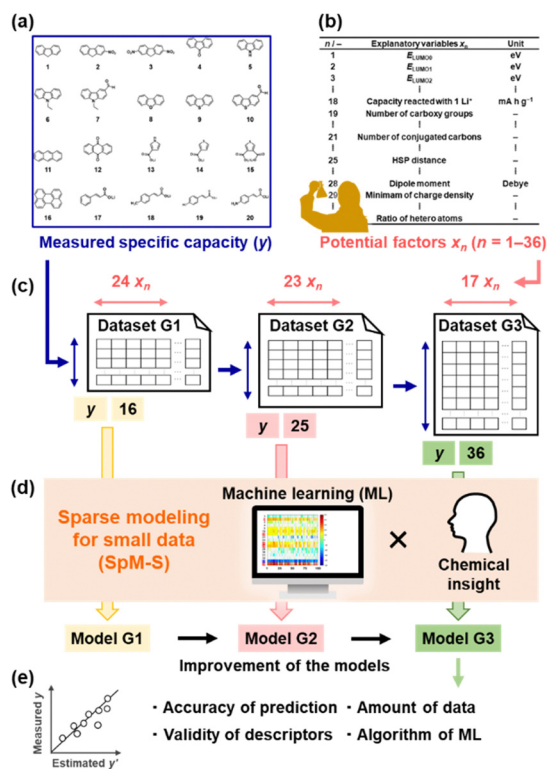 (a)
NO₂
O₂N
NO₂
1
2
3
4
5
6
7
8
9
10
11
12
13
14
15
16
17
18
19
20
Measured specific capacity (y)
(b)
n / – Explanatory variables xn Unit
1 ELUMO0 eV
2 ELUMO1 eV
3 ELUMO2 eV
18 Capacity reacted with 1 Li⁺ mA h g⁻¹
19 Number of carboxy groups –
21 Number of conjugated carbons –
25 HSP distance –
28 Dipole moment Debye
29 Minimam of charge density –
Ratio of hetero atoms –
Potential factors xn (n = 1–36)
(c)
24 xn
23 xn
17 xn
Dataset G1
Dataset G2
Dataset G3
y 16
y 25
y 36
(d)
Sparse modeling
for small data
(SpM-S)
Machine learning (ML)
×
Chemical
insight
Model G1
Model G2
Model G3
Improvement of the models
(e)
Measured y
Estimated y'
· Accuracy of prediction
· Amount of data
· Validity of descriptors
· Algorithm of ML